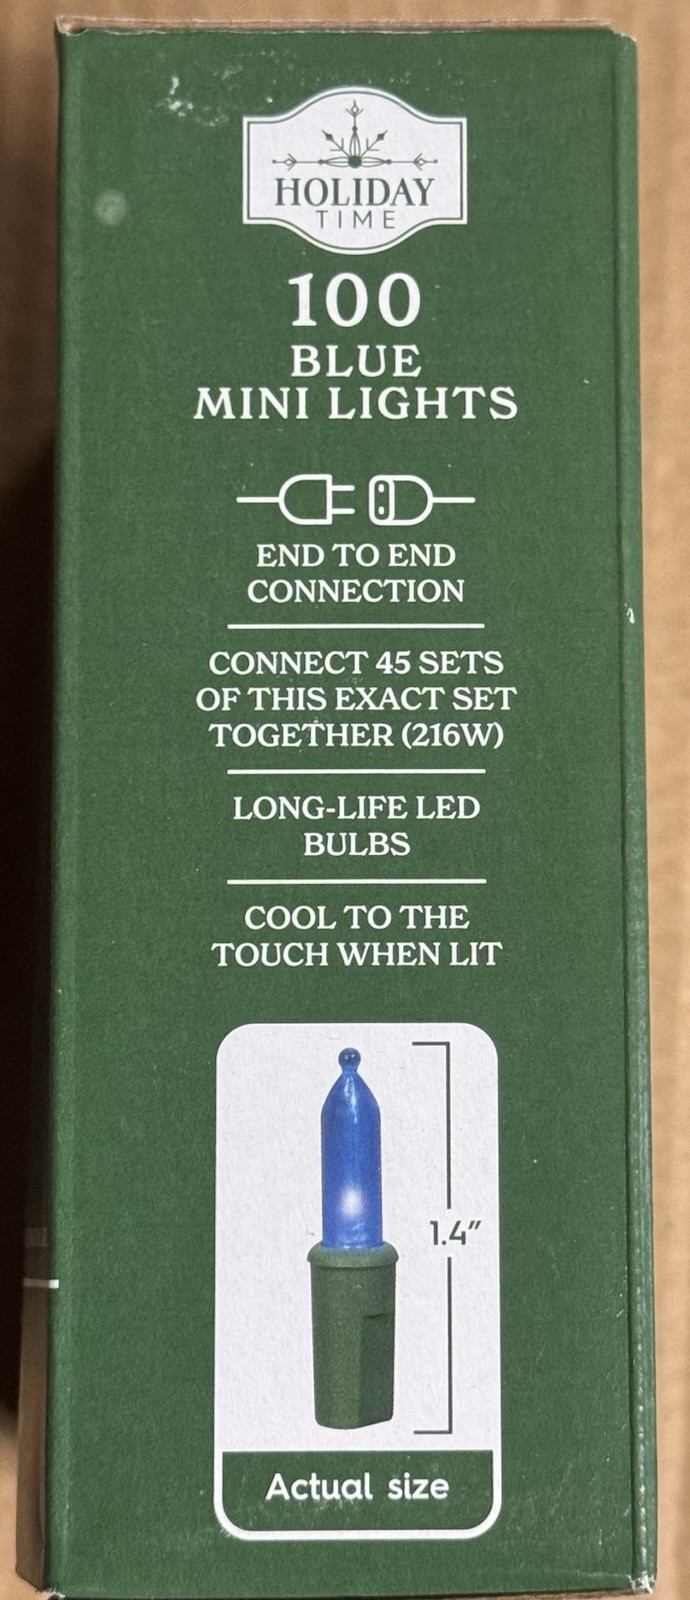 HOLIDAY
TIME
100
BLUE
MINI LIGHTS
END TO END
CONNECTION
CONNECT 45 SETS
OF THIS EXACT SET
TOGETHER (216W)
LONG-LIFE LED
BULBS
COOL TO THE
TOUCH WHEN LIT
1.4”
Actual size